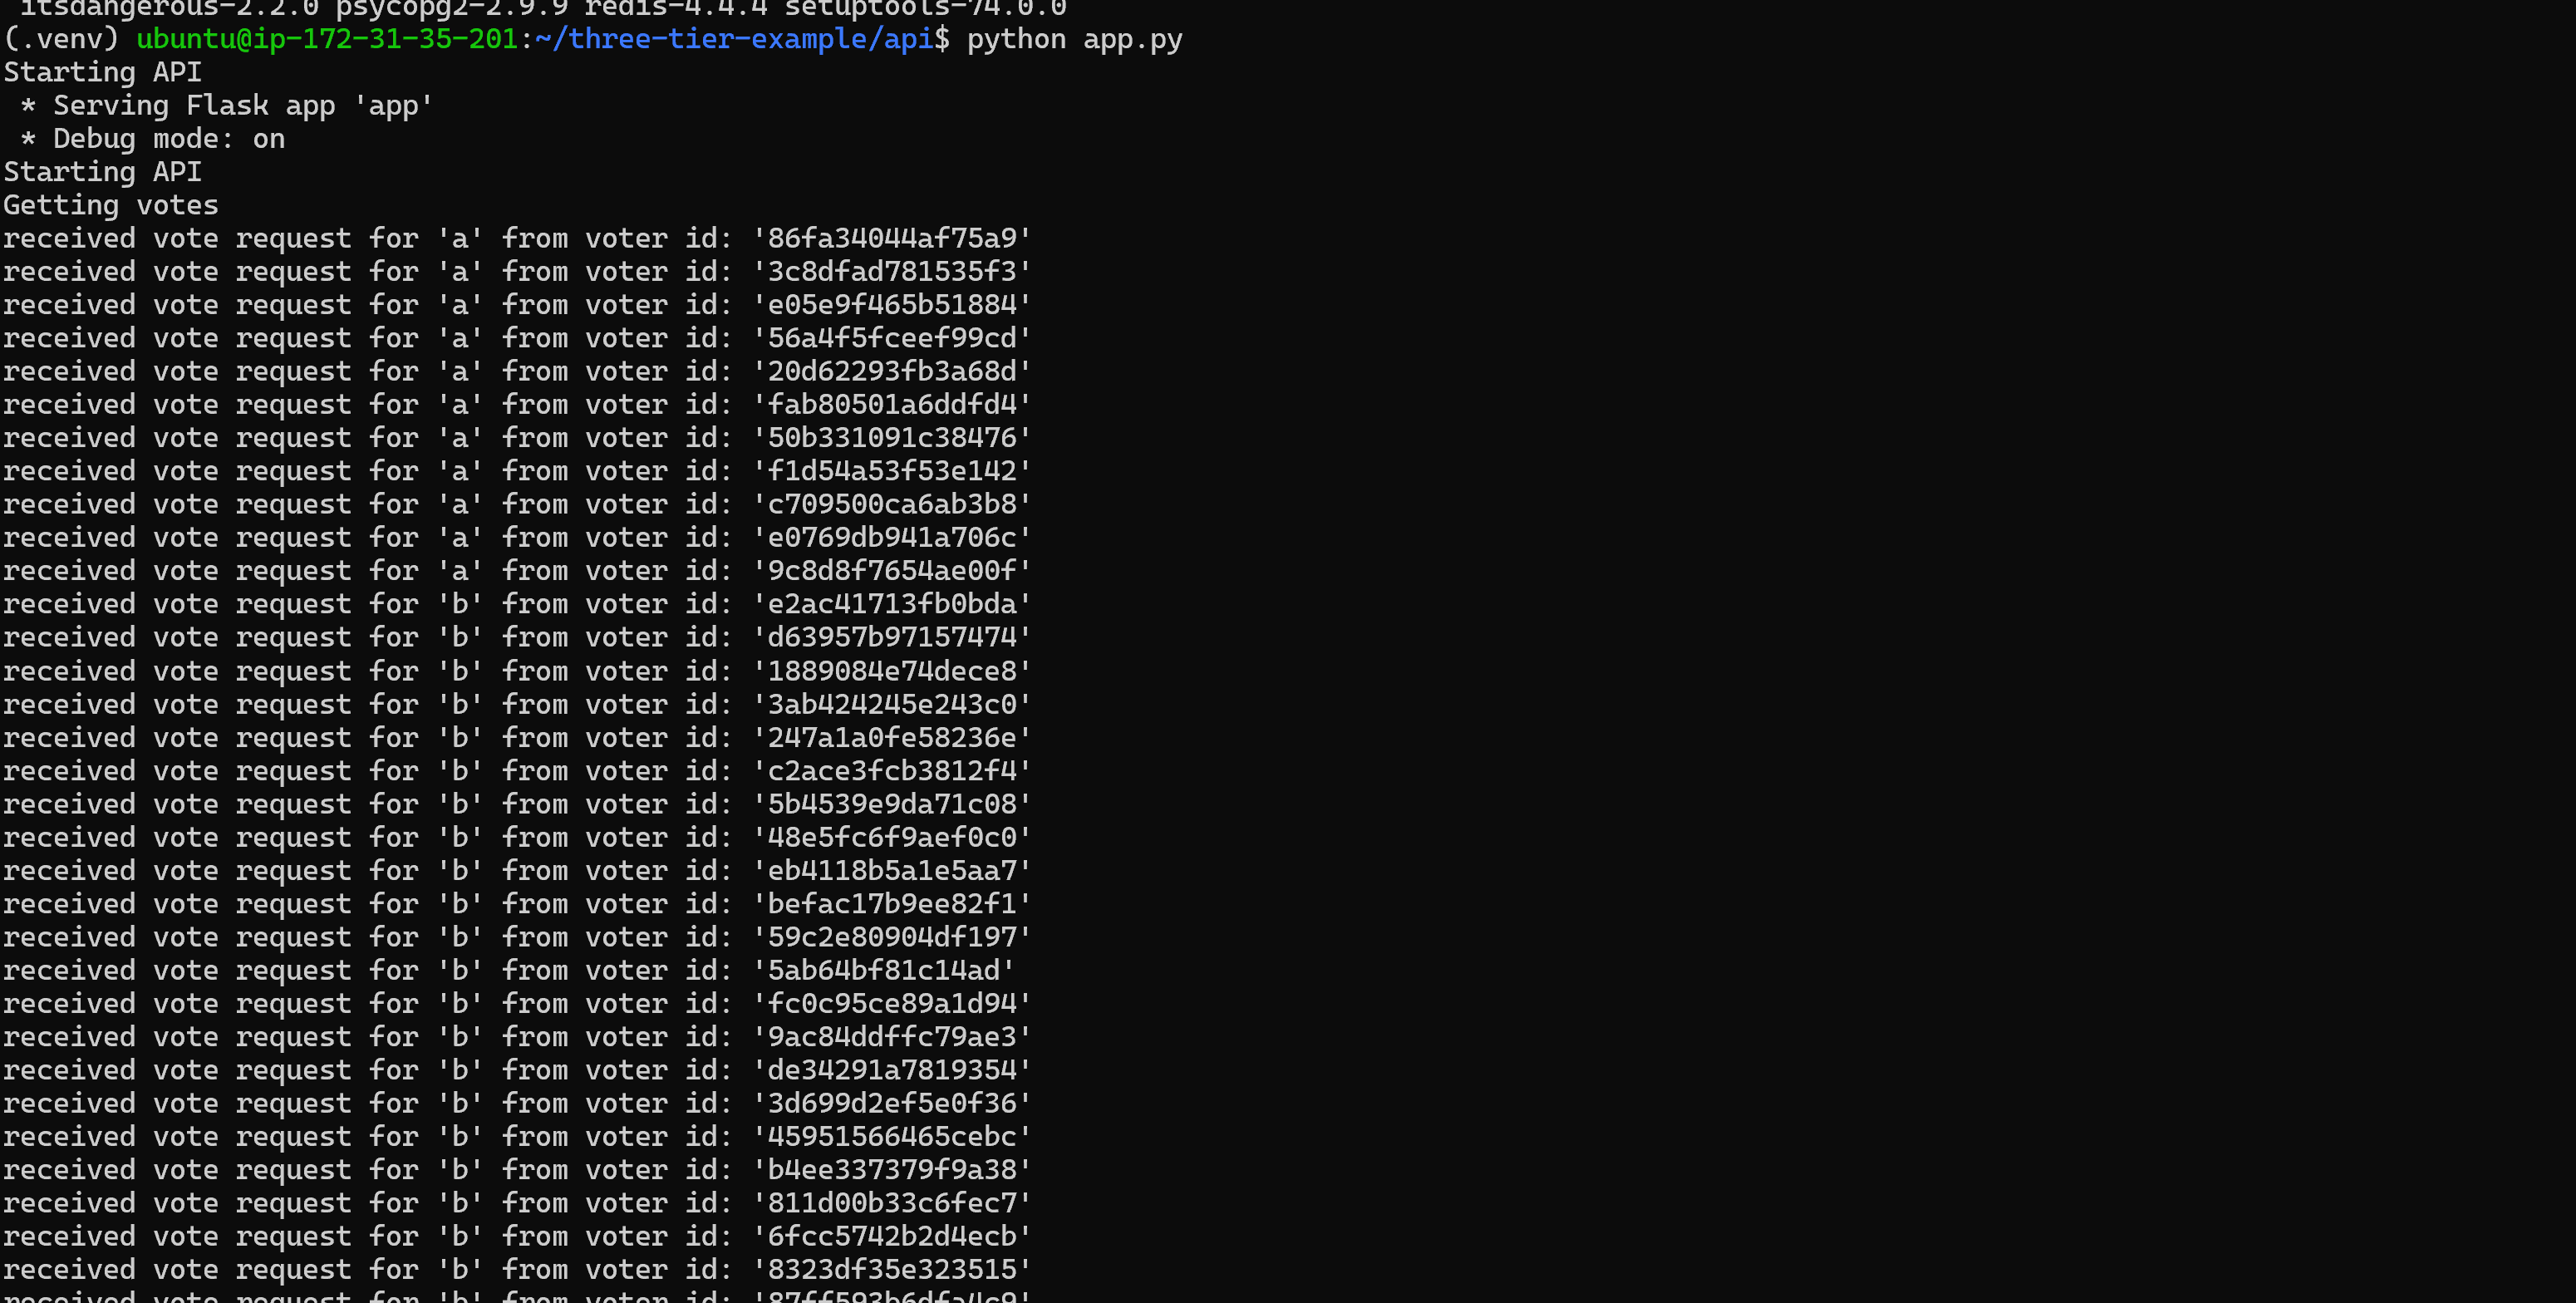 itsdangerous-2.2.0 psycopg2-2.9.9 redis-4.4.4 setuptools-74.0.0
(.venv) ubuntu@ip-172-31-35-201:~/three-tier-example/api$ python app.py
Starting API
 * Serving Flask app 'app'
 * Debug mode: on
Starting API
Getting votes
received vote request for 'a' from voter id: '86fa34044af75a9'
received vote request for 'a' from voter id: '3c8dfad781535f3'
received vote request for 'a' from voter id: 'e05e9f465b51884'
received vote request for 'a' from voter id: '56a4f5fceef99cd'
received vote request for 'a' from voter id: '20d62293fb3a68d'
received vote request for 'a' from voter id: 'fab80501a6ddfd4'
received vote request for 'a' from voter id: '50b331091c38476'
received vote request for 'a' from voter id: 'f1d54a53f53e142'
received vote request for 'a' from voter id: 'c709500ca6ab3b8'
received vote request for 'a' from voter id: 'e0769db941a706c'
received vote request for 'a' from voter id: '9c8d8f7654ae00f'
received vote request for 'b' from voter id: 'e2ac41713fb0bda'
received vote request for 'b' from voter id: 'd63957b97157474'
received vote request for 'b' from voter id: '1889084e74dece8'
received vote request for 'b' from voter id: '3ab424245e243c0'
received vote request for 'b' from voter id: '247a1a0fe58236e'
received vote request for 'b' from voter id: 'c2ace3fcb3812f4'
received vote request for 'b' from voter id: '5b4539e9da71c08'
received vote request for 'b' from voter id: '48e5fc6f9aef0c0'
received vote request for 'b' from voter id: 'eb4118b5a1e5aa7'
received vote request for 'b' from voter id: 'befac17b9ee82f1'
received vote request for 'b' from voter id: '59c2e80904df197'
received vote request for 'b' from voter id: '5ab64bf81c14ad'
received vote request for 'b' from voter id: 'fc0c95ce89a1d94'
received vote request for 'b' from voter id: '9ac84ddffc79ae3'
received vote request for 'b' from voter id: 'de34291a7819354'
received vote request for 'b' from voter id: '3d699d2ef5e0f36'
received vote request for 'b' from voter id: '45951566465cebc'
received vote request for 'b' from voter id: 'b4ee337379f9a38'
received vote request for 'b' from voter id: '811d00b33c6fec7'
received vote request for 'b' from voter id: '6fcc5742b2d4ecb'
received vote request for 'b' from voter id: '8323df35e323515'
received vote request for 'b' from voter id: